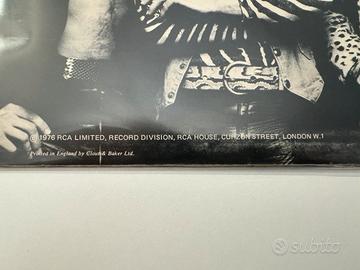 ℗ 1976 RCA LIMITED, RECORD DIVISION, RCA HOUSE, CURZON STREET, LONDON W.1
Printed in England by Clout & Baker Ltd.
subito